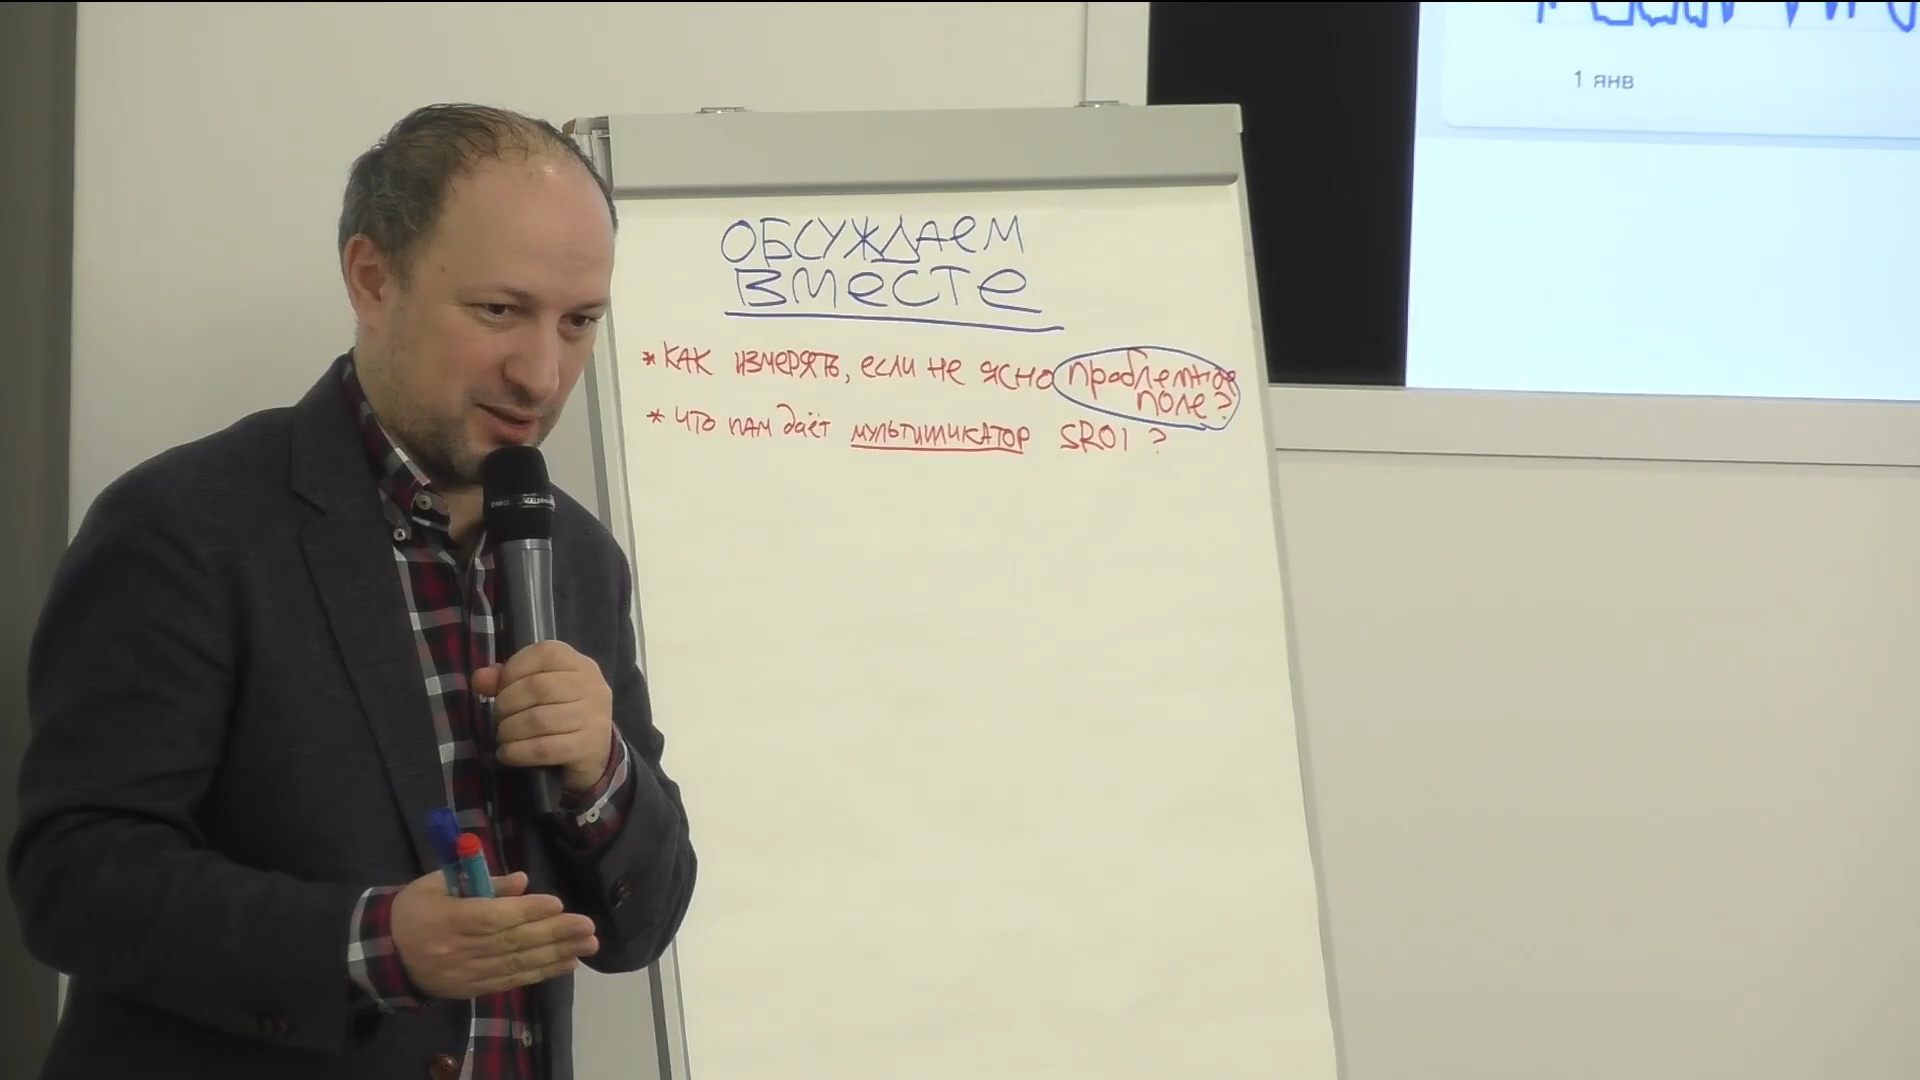 ОБСУЖДАЕМ
ВМЕСТЕ
* КАК ИЗМЕРЯТЬ, если не ясно проблемное
поле?
* ЧТО НАМ даёт МУЛЬТИПЛИКАТОР SROI ?
1 янв